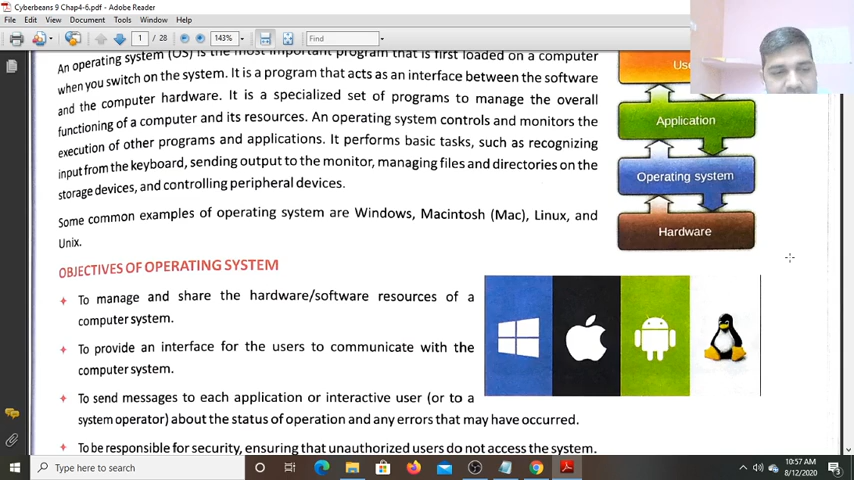 Cyberbeans 9 Chap4-6.pdf - Adobe Reader
File Edit View Document Tools Window Help
1 / 28 143% Find
An operating system (OS) is the most important program that is first loaded on a computer
when you switch on the system. It is a program that acts as an interface between the software
and the computer hardware. It is a specialized set of programs to manage the overall
functioning of a computer and its resources. An operating system controls and monitors the
execution of other programs and applications. It performs basic tasks, such as recognizing
input from the keyboard, sending output to the monitor, managing files and directories on the
storage devices, and controlling peripheral devices.
Some common examples of operating system are Windows, Macintosh (Mac), Linux, and
Unix.
Application
Operating system
Hardware
OBJECTIVES OF OPERATING SYSTEM
To manage and share the hardware/software resources of a
computer system.
To provide an interface for the users to communicate with the
computer system.
To send messages to each application or interactive user (or to a
system operator) about the status of operation and any errors that may have occurred.
To be responsible for security, ensuring that unauthorized users do not access the system.
Type here to search
10:57 AM
8/12/2020
3